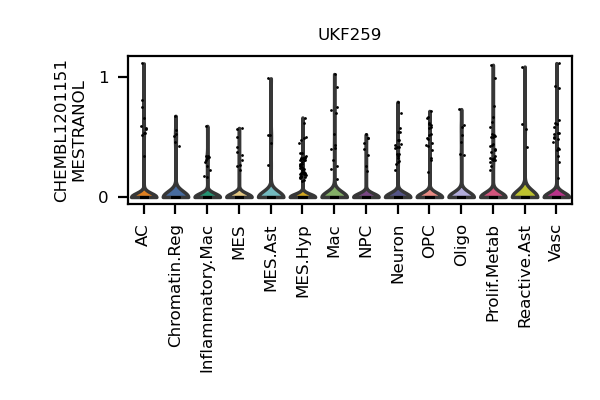 UKF259
CHEMBL1201151
MESTRANOL
1
0
AC
Chromatin.Reg
Inflammatory.Mac
MES
MES.Ast
MES.Hyp
Mac
NPC
Neuron
OPC
Oligo
Prolif.Metab
Reactive.Ast
Vasc